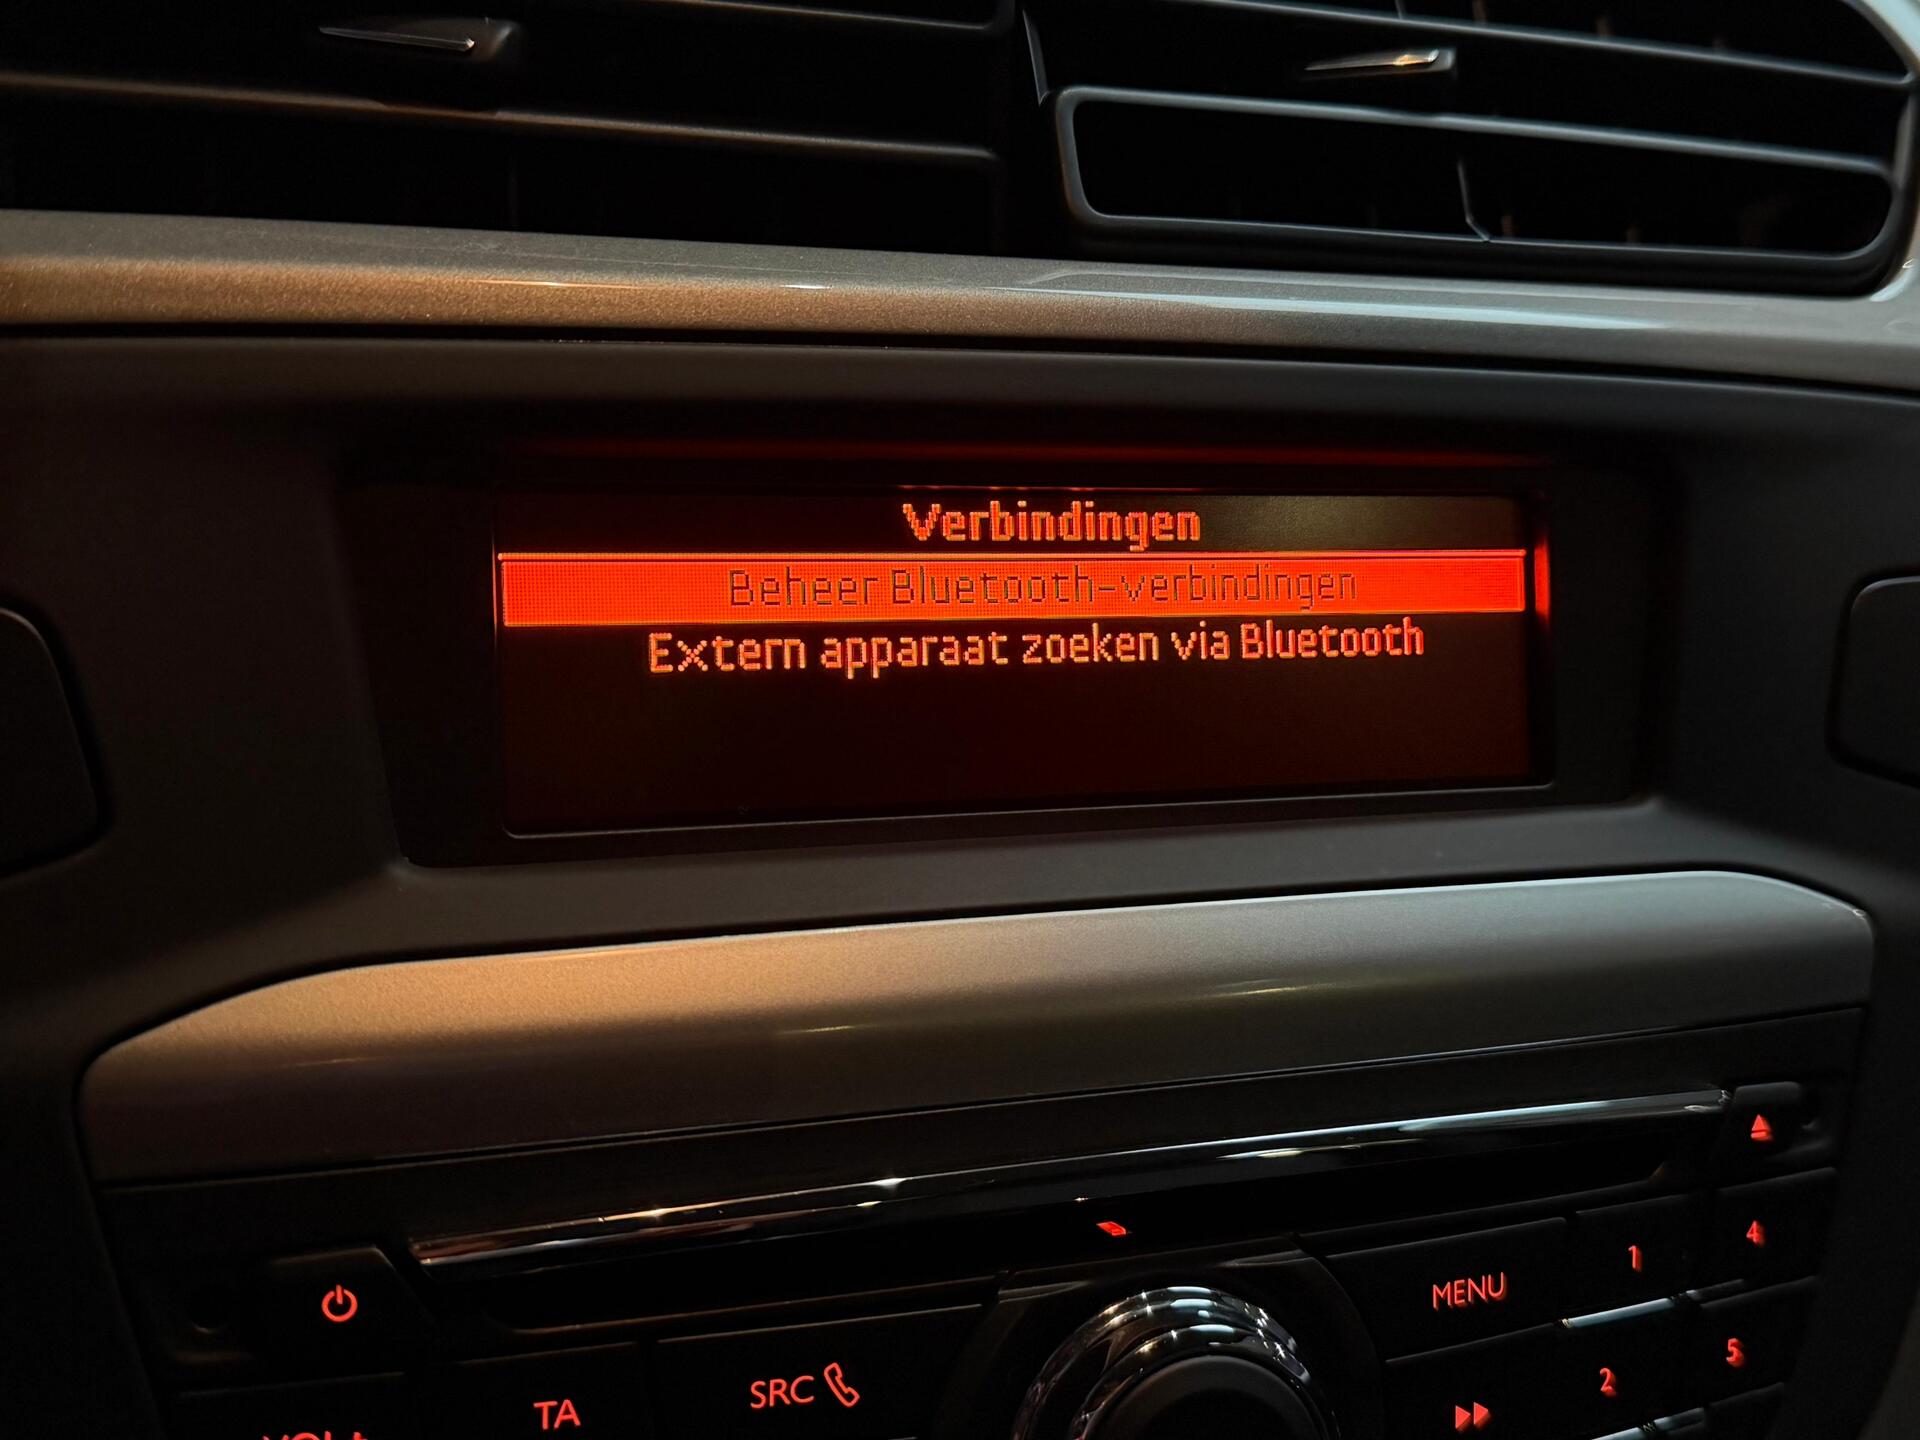 Verbindingen
Beheer Bluetooth-verbindingen
Extern apparaat zoeken via Bluetooth
MENU
1
4
TA
SRC
2
5